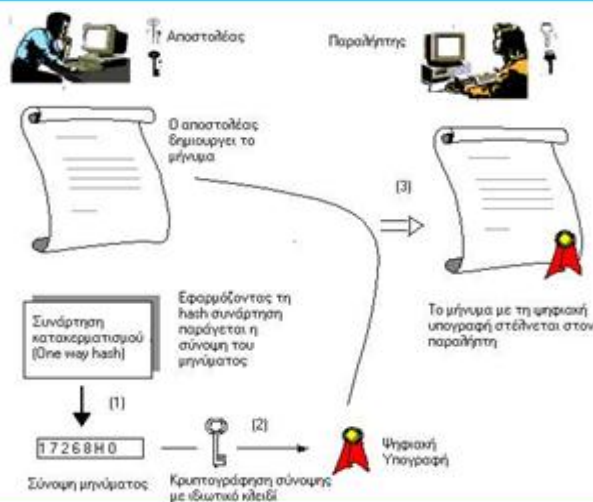 Αποστολέας
Παραλήπτης
Ο αποστολέας
δημιουργει το
μήνυμα
(3)
Συνάρτηση
κατακερματισμού
(One way hash)
Εφαρμόζοντας τη
hash συνάρτηση
παράγεται η
σύνοψη του
μηνύματος
Το μήνυμα με τη ψηφιακή
υπογραφή στέλνεται στον
παραλήπτη
(1)
17268H0
(2)
Ψηφιακή
Υπογραφή
Σύνοψη μηνύματος
Κρυπτογράφηση σύνοψης
με ιδιωτικό κλειδί